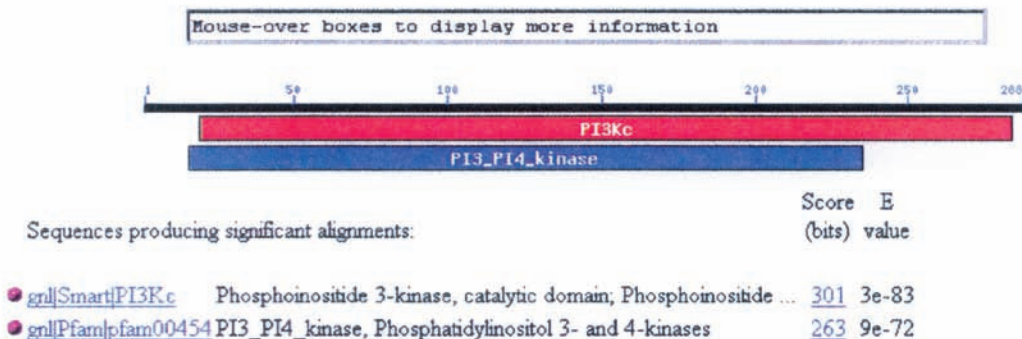 Mouse-over boxes to display more information
1 50 100 150 200 250 288
PI3Kc
PI3_PI4_kinase
Score E
Sequences producing significant alignments: (bits) value
gnl|Smart|PI3Kc Phosphoinositide 3-kinase, catalytic domain; Phosphoinositide ... 301 3e-83
gnl|Pfam|pfam00454 PI3_PI4_kinase, Phosphatidylinositol 3- and 4-kinases 263 9e-72